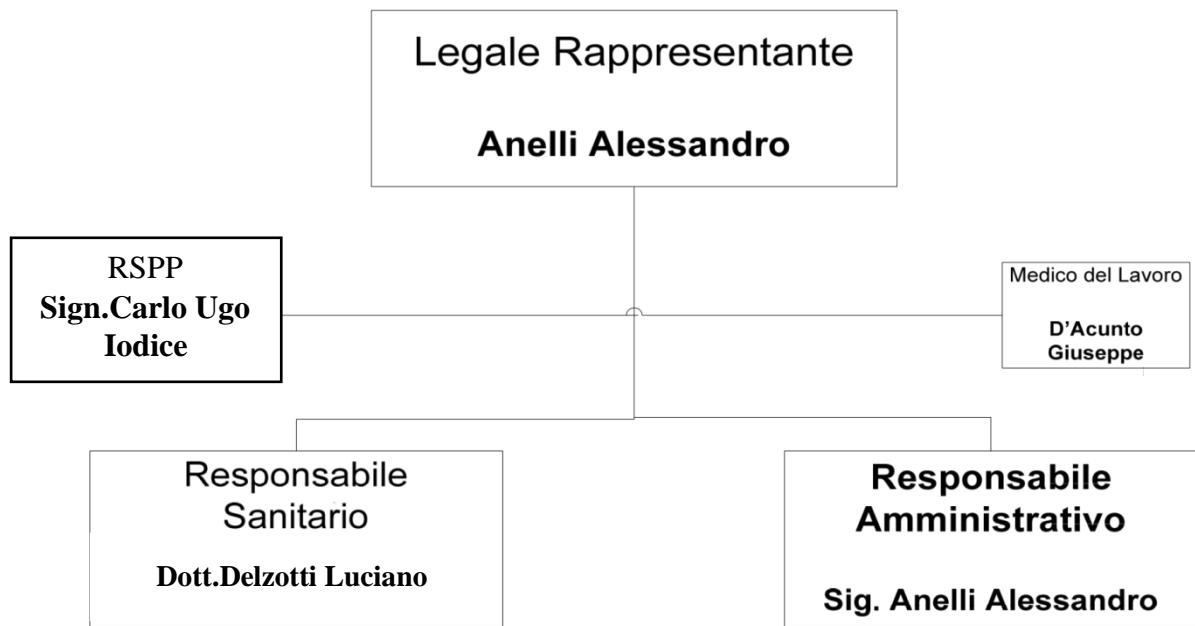 Legale Rappresentante
Anelli Alessandro
RSPP
Sign.Carlo Ugo
Iodice
Medico del Lavoro
D'Acunto
Giuseppe
Responsabile
Sanitario
Dott.Delzotti Luciano
Responsabile
Amministrativo
Sig. Anelli Alessandro